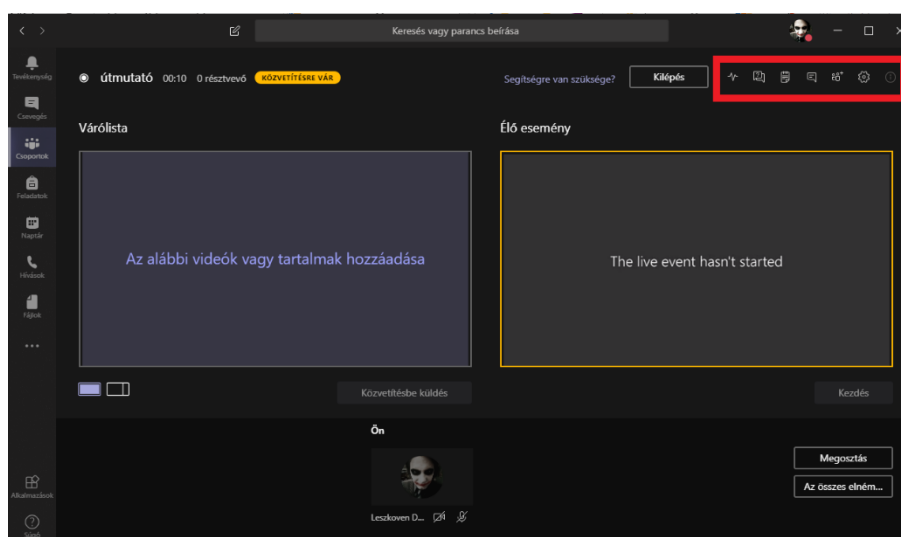 Keresés vagy parancs beírása
Tevékenység
Csevegés
Csoportok
Feladatok
Naptár
Hívások
Fájlok
Alkalmazások
Súgó
útmutató 00:10 0 résztvevő KÖZVETÍTÉSRE VÁR
Segítségre van szüksége? Kilépés
Várólista
Az alábbi videók vagy tartalmak hozzáadása
Közvetítésbe küldés
Élő esemény
The live event hasn't started
Kezdés
Ön
Leszkoven D...
Megosztás
Az összes elném...